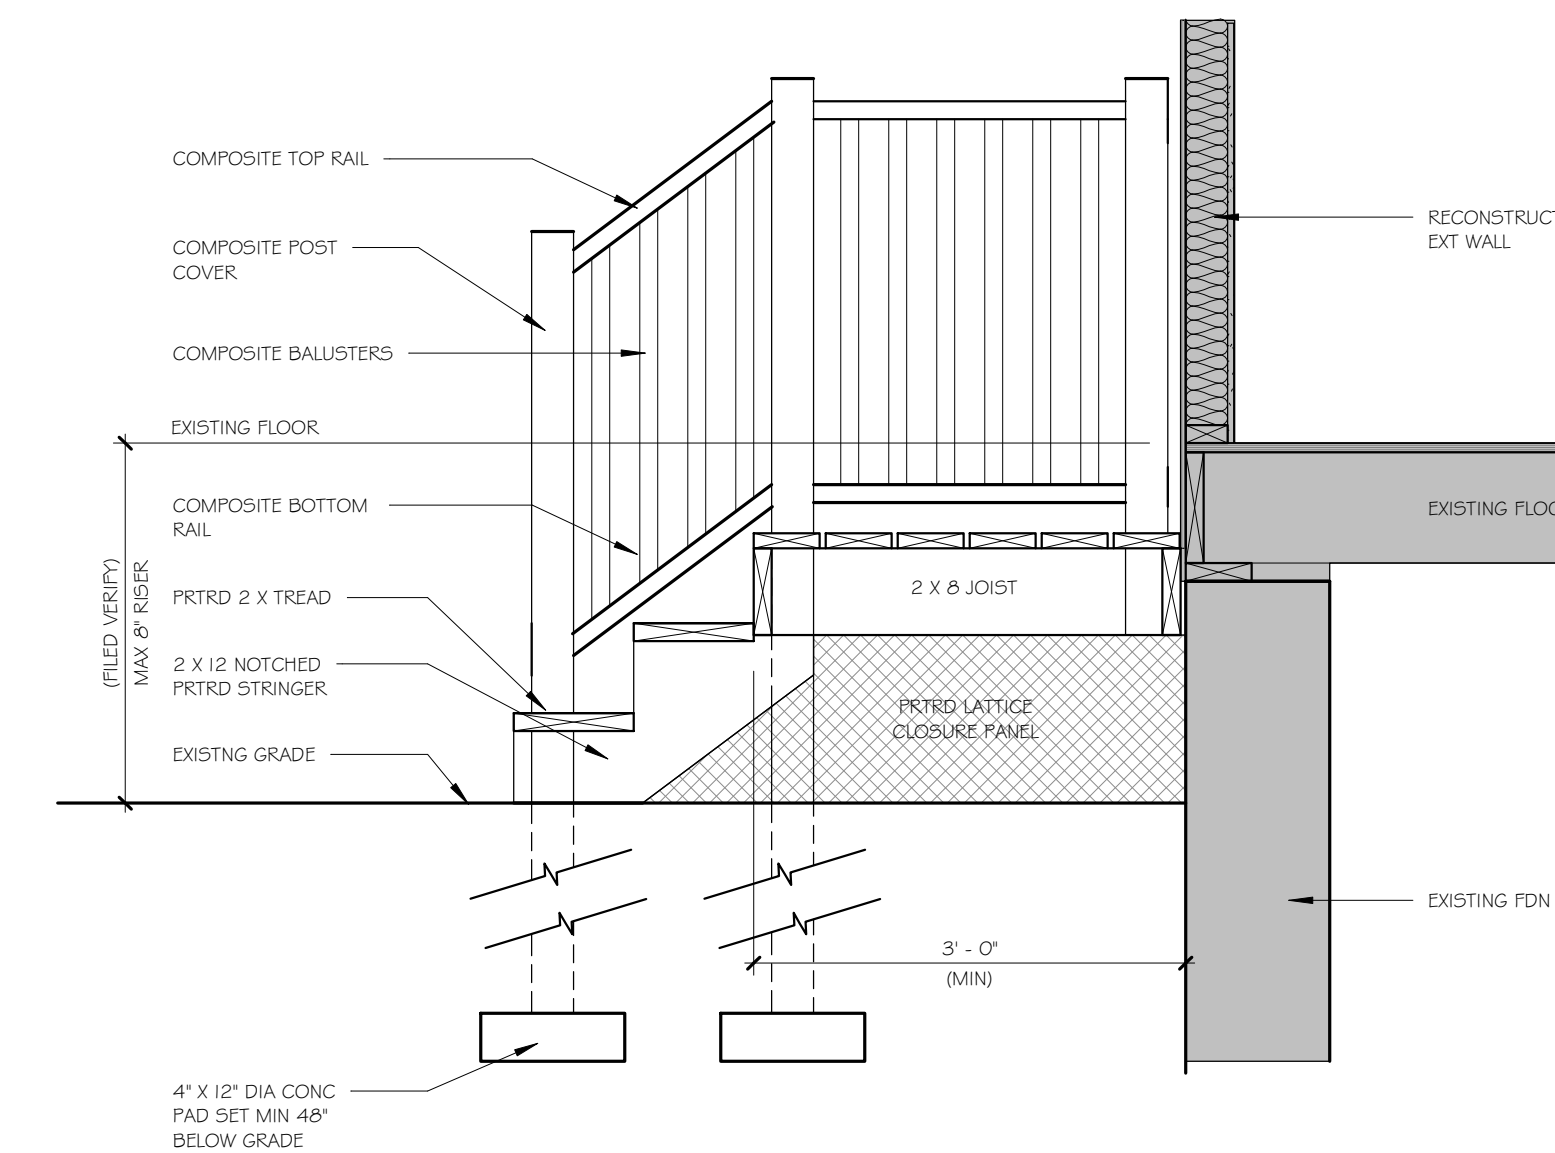 COMPOSITE TOP RAIL
COMPOSITE POST
COVER
COMPOSITE BALUSTERS
EXISTING FLOOR
COMPOSITE BOTTOM
RAIL
(FILED VERIFY)
MAX 8" RISER
PRTRD 2 X TREAD
2 X 12 NOTCHED
PRTRD STRINGER
EXISTNG GRADE
4" X 12" DIA CONC
PAD SET MIN 48"
BELOW GRADE
2 X 8 JOIST
PRTRD LATTICE
CLOSURE PANEL
3' - 0"
(MIN)
RECONSTRUCT
EXT WALL
EXISTING FLOO
EXISTING FDN